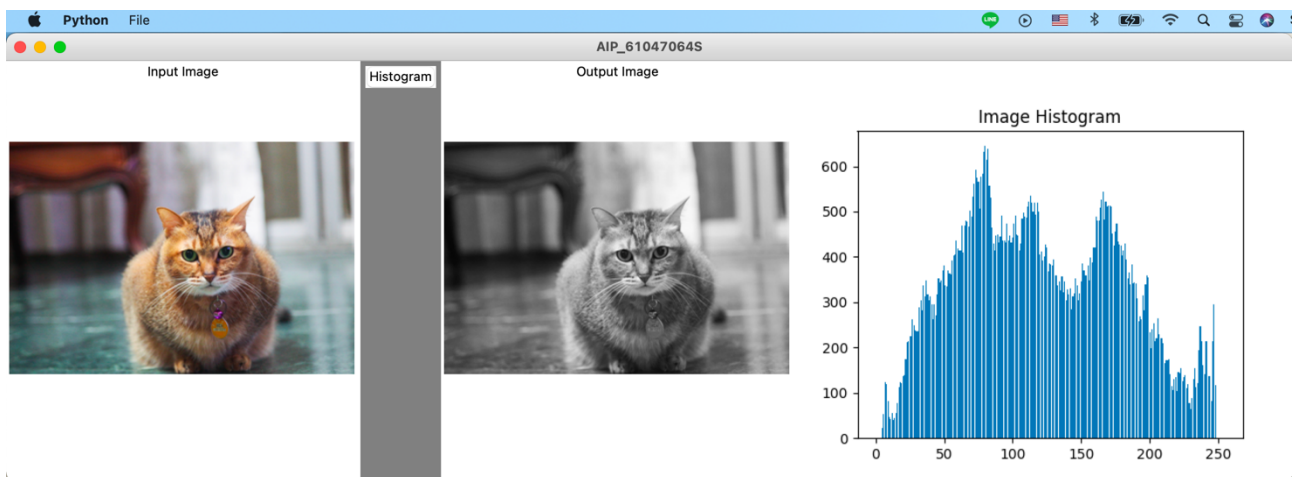 Python File
LINE
S
AIP_61047064S
Input Image
Histogram
Output Image
Image Histogram
600
500
400
300
200
100
0
0 50 100 150 200 250